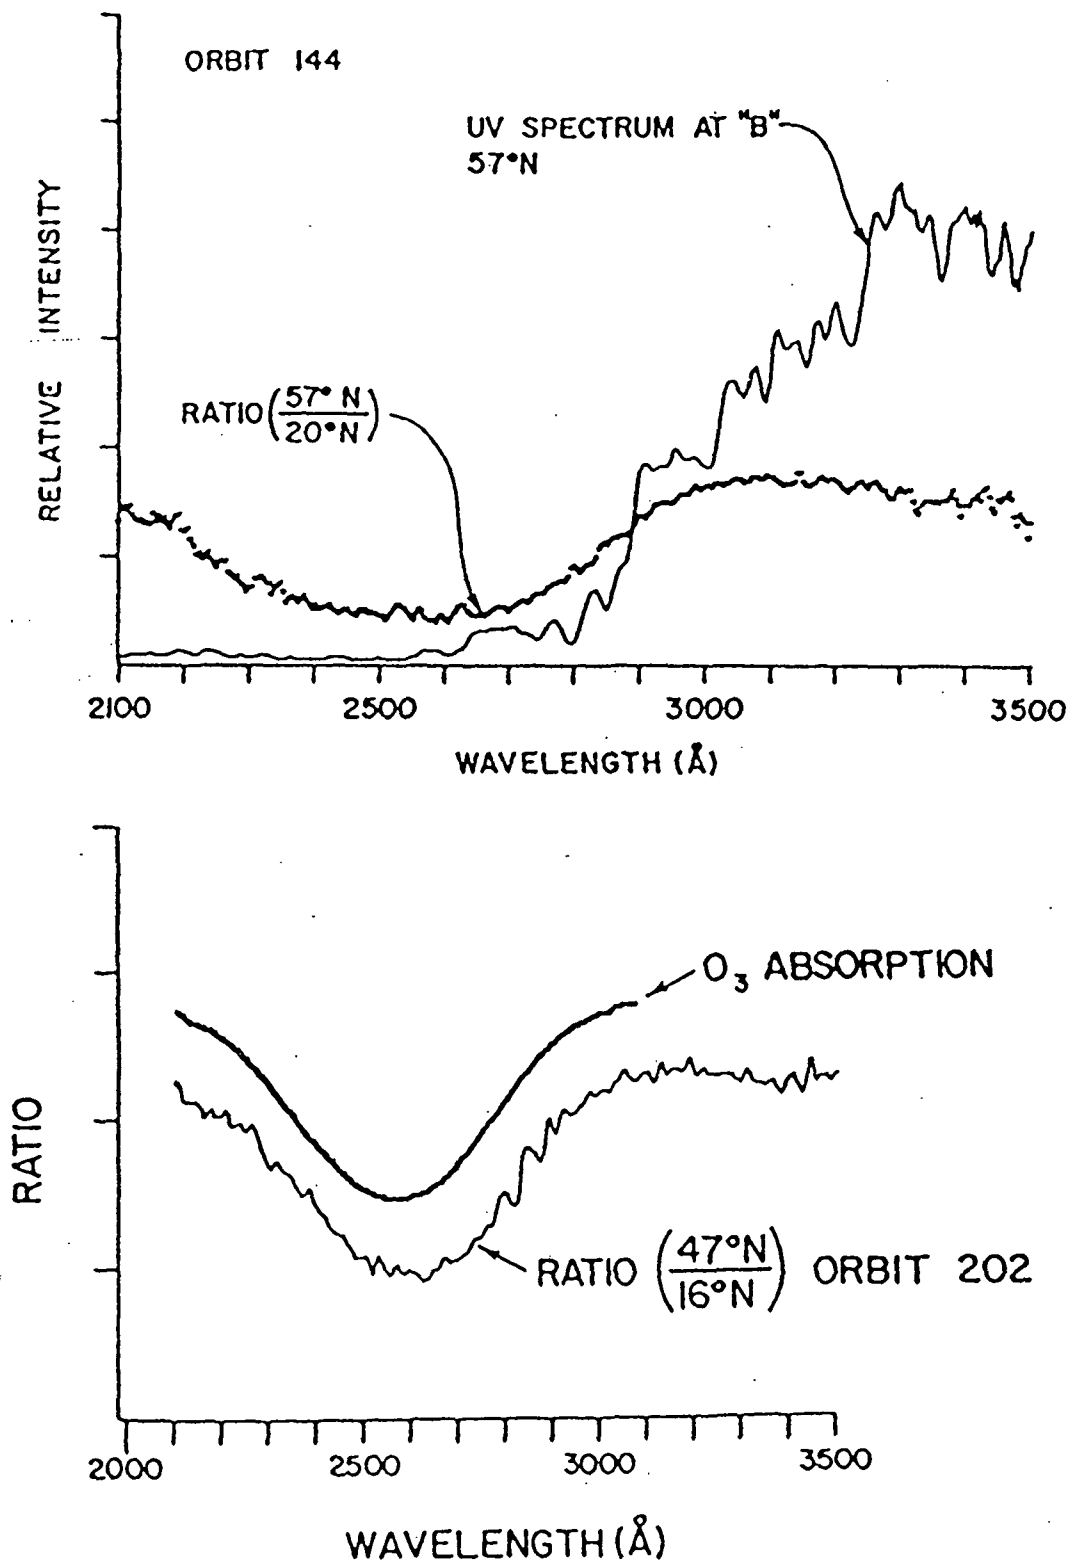 ORBIT 144
UV SPECTRUM AT "B"
57°N
RELATIVE INTENSITY
RATIO (57° N / 20° N)
2100 2500 3000 3500
WAVELENGTH (Å)
O₃ ABSORPTION
RATIO
RATIO (47°N / 16°N) ORBIT 202
2000 2500 3000 3500
WAVELENGTH (Å)